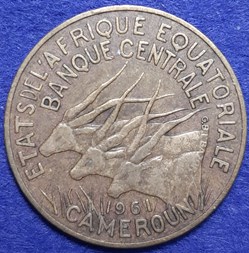 ETATS DE L'AFRIQUE EQUATORIALE
BANQUE CENTRALE
1961
CAMEROUN